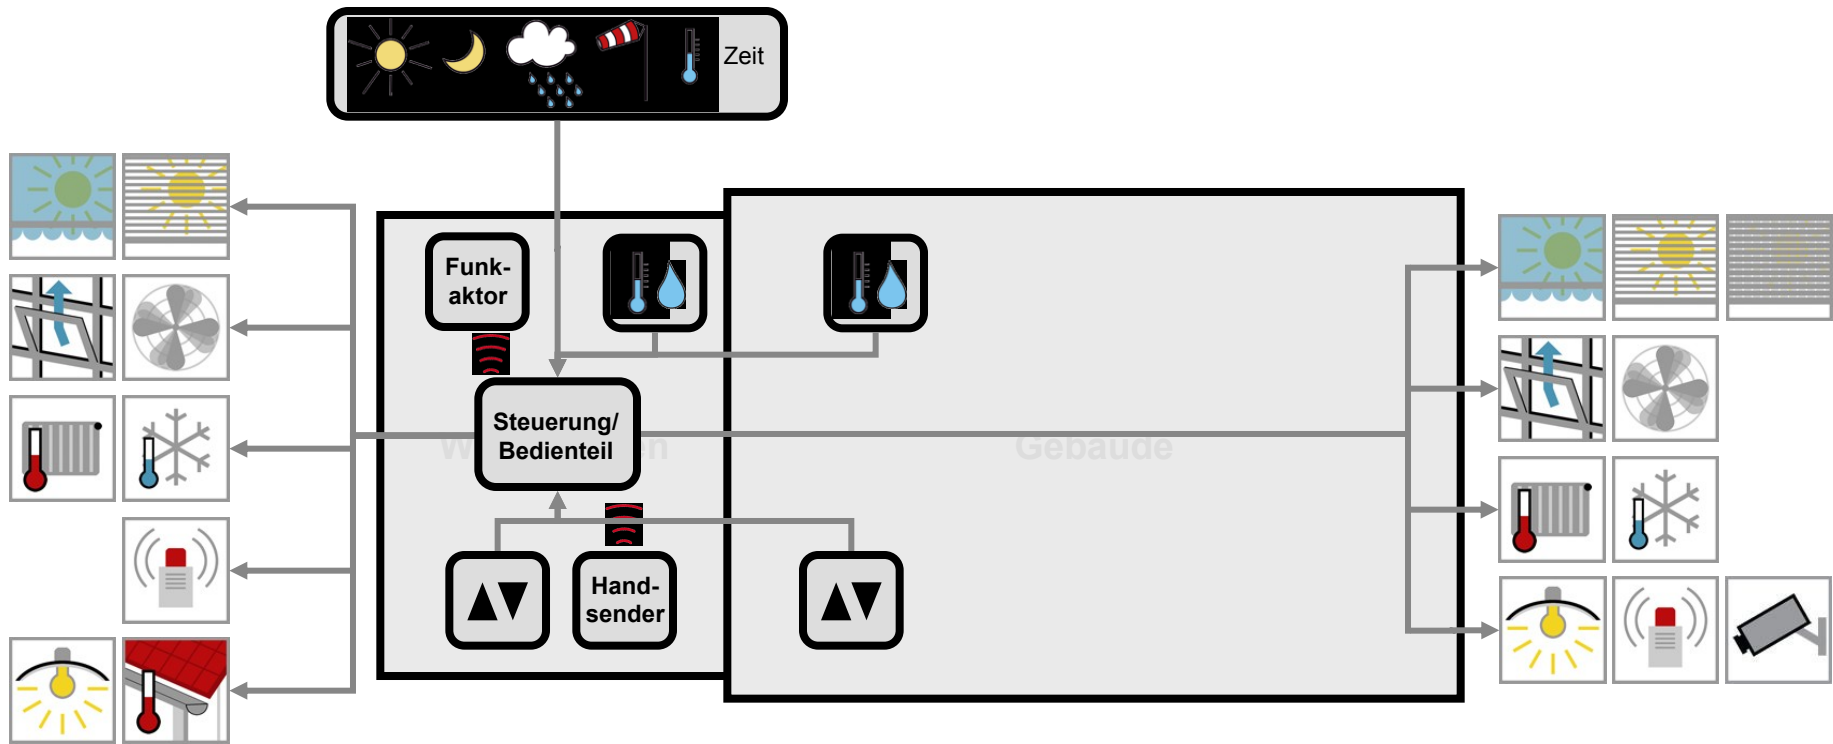 Zeit
Funk-
aktor
Steuerung/
Bedienteil
Gebäude
Hand-
sender